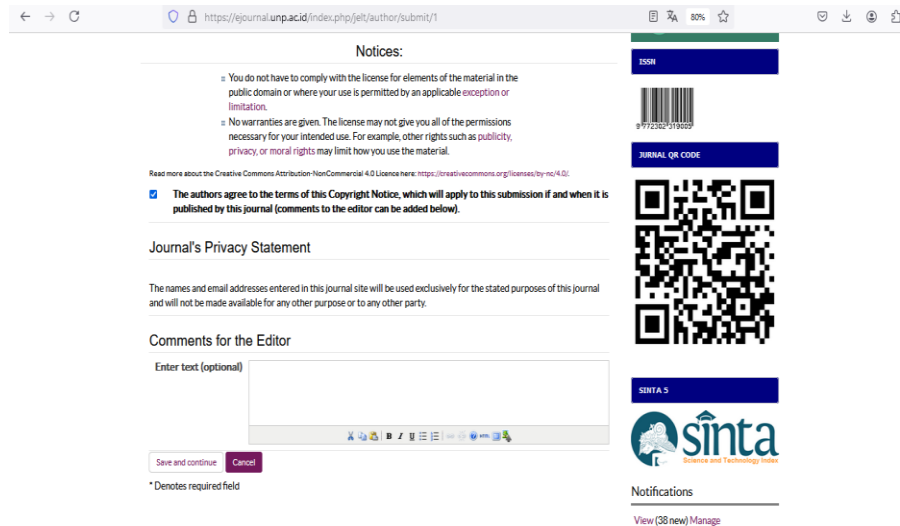 https://ejournal.unp.ac.id/index.php/jelt/author/submit/1
80%
Notices:
You do not have to comply with the license for elements of the material in the
public domain or where your use is permitted by an applicable exception or
limitation.
No warranties are given. The license may not give you all of the permissions
necessary for your intended use. For example, other rights such as publicity,
privacy, or moral rights may limit how you use the material.
Read more about the Creative Commons Attribution-NonCommercial 4.0 Licence here: https://creativecommons.org/licenses/by-nc/4.0/.
The authors agree to the terms of this Copyright Notice, which will apply to this submission if and when it is
published by this journal (comments to the editor can be added below).
Journal's Privacy Statement
The names and email addresses entered in this journal site will be used exclusively for the stated purposes of this journal
and will not be made available for any other purpose or to any other party.
Comments for the Editor
Enter text (optional)
B I U
HTML
Save and continue
Cancel
* Denotes required field
ISSN
9 772302 319005
JURNAL QR CODE
SINTA 5
sinta
Science and Technology Index
Notifications
View (38 new) Manage